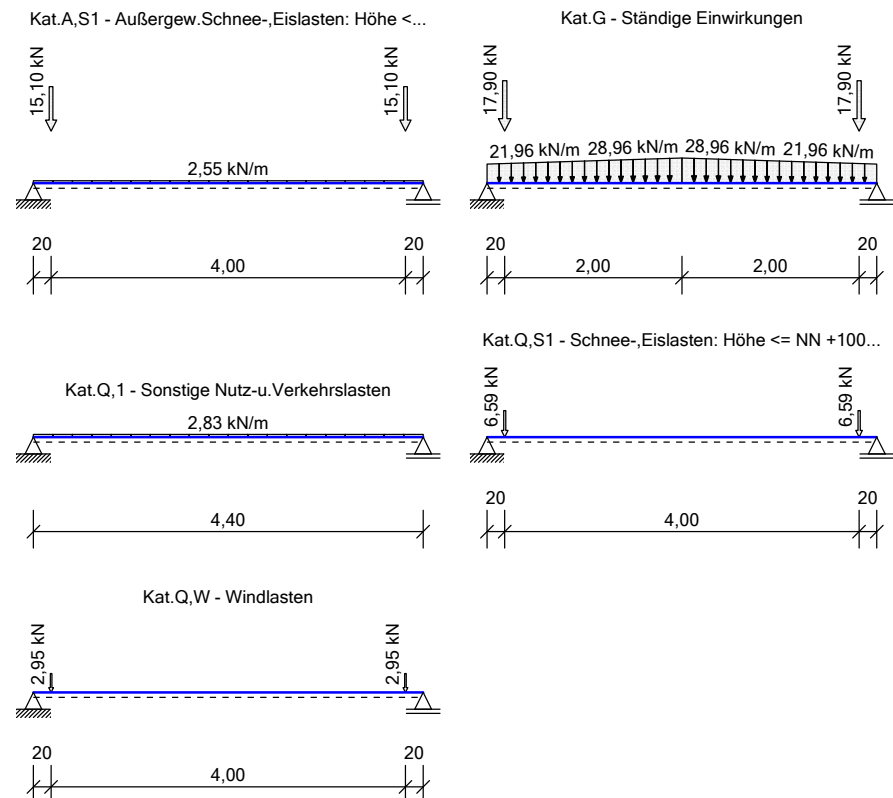 Kat.A,S1 - Außergew.Schnee-,Eislasten: Höhe <...
15,10 kN
15,10 kN
2,55 kN/m
20
4,00
20
Kat.G - Ständige Einwirkungen
17,90 kN
17,90 kN
21,96 kN/m
28,96 kN/m
28,96 kN/m
21,96 kN/m
20
2,00
2,00
20
Kat.Q,1 - Sonstige Nutz-u.Verkehrslasten
2,83 kN/m
4,40
Kat.Q,S1 - Schnee-,Eislasten: Höhe <= NN +100...
6,59 kN
6,59 kN
20
4,00
20
Kat.Q,W - Windlasten
2,95 kN
2,95 kN
20
4,00
20